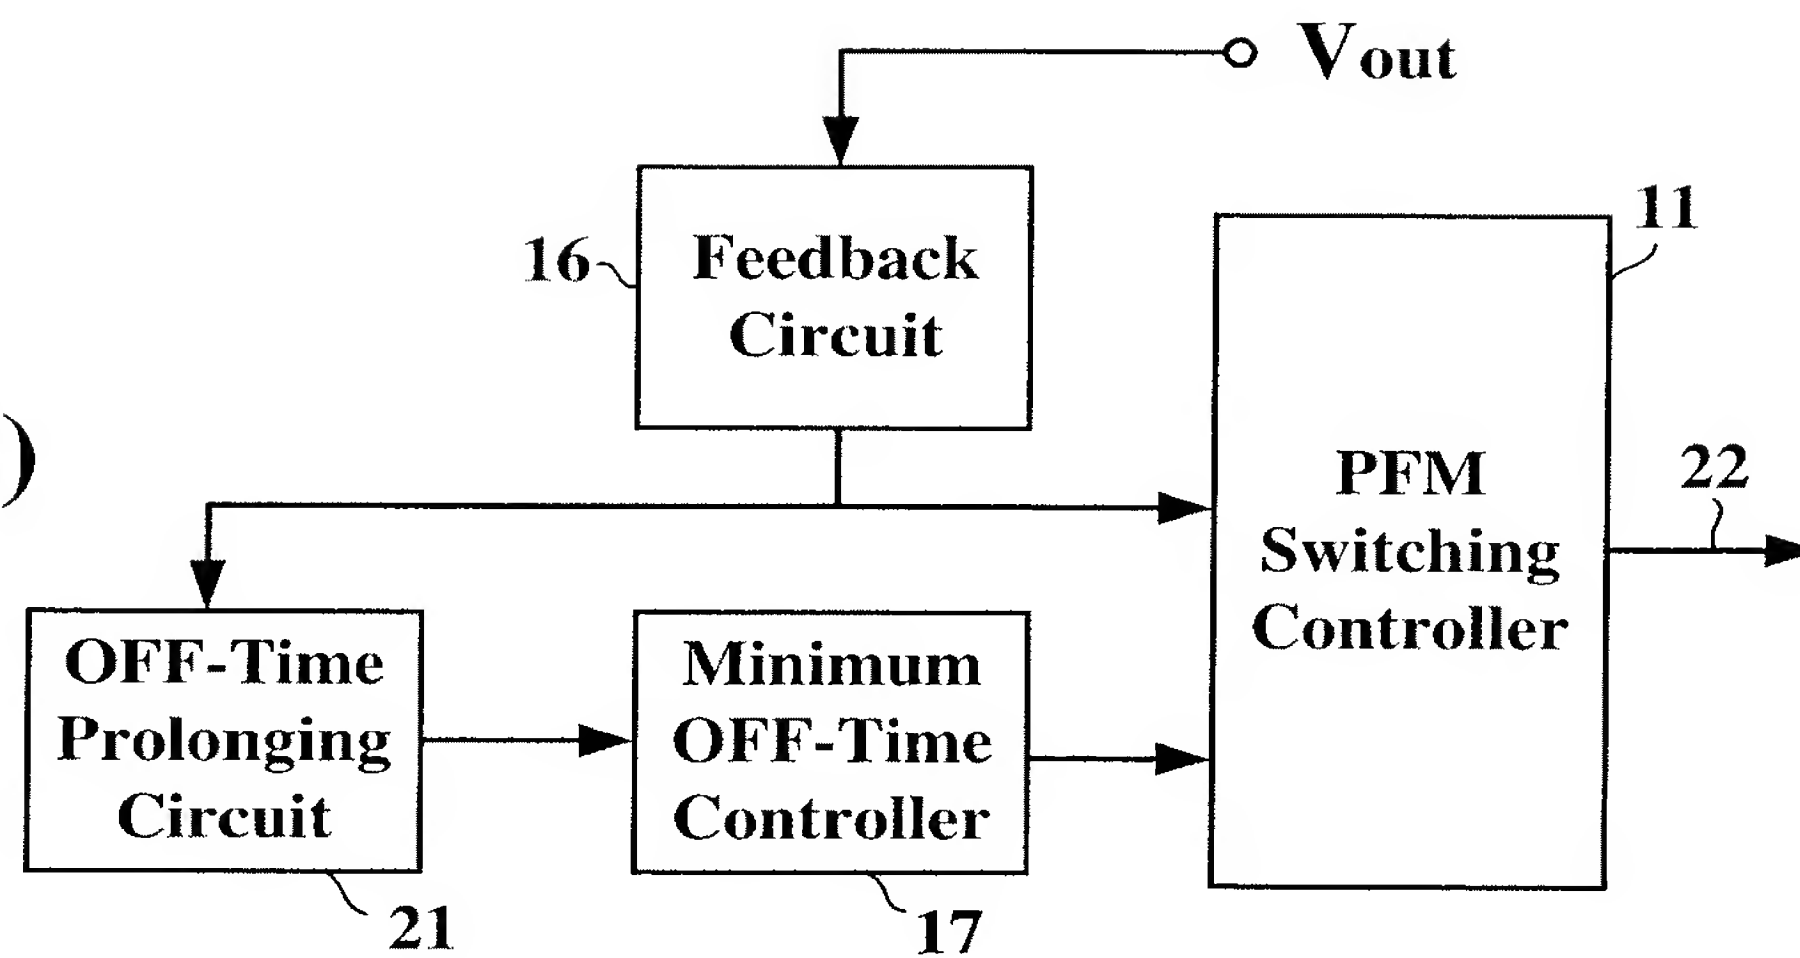 Vout
11
16
Feedback
Circuit
)
PFM
Switching
Controller
22
OFF-Time
Prolonging
Circuit
Minimum
OFF-Time
Controller
21
17